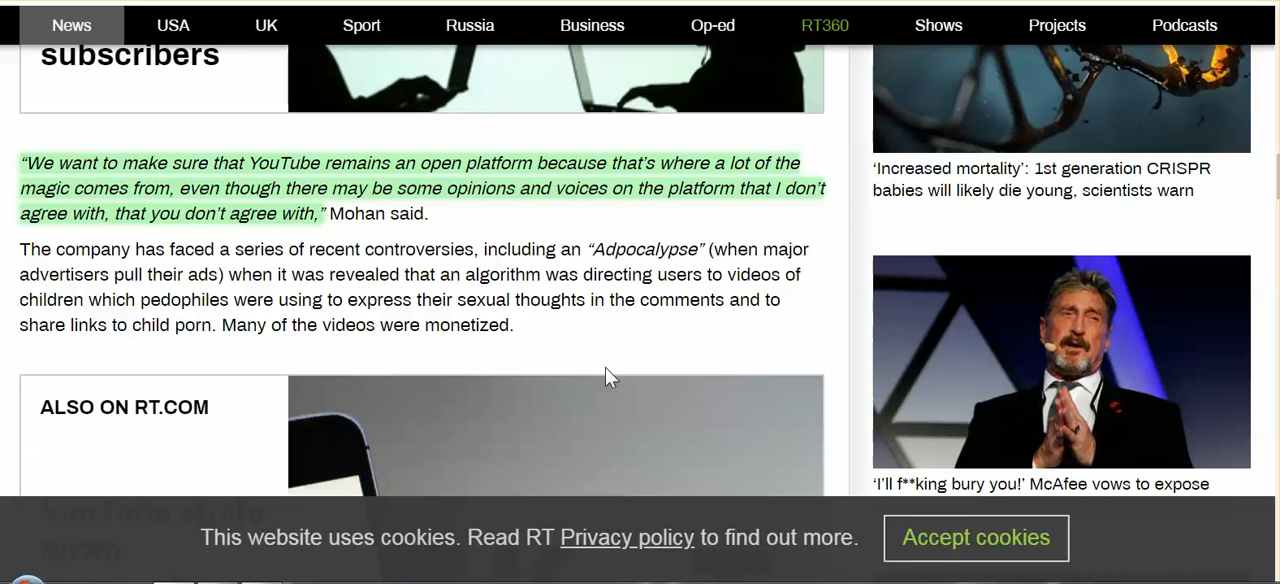 News USA UK Sport Russia Business Op-ed RT360 Shows Projects Podcasts
subscribers
“We want to make sure that YouTube remains an open platform because that’s where a lot of the
magic comes from, even though there may be some opinions and voices on the platform that I don’t
agree with, that you don’t agree with,” Mohan said.
The company has faced a series of recent controversies, including an “Adpocalypse” (when major
advertisers pull their ads) when it was revealed that an algorithm was directing users to videos of
children which pedophiles were using to express their sexual thoughts in the comments and to
share links to child porn. Many of the videos were monetized.
ALSO ON RT.COM
‘Increased mortality’: 1st generation CRISPR
babies will likely die young, scientists warn
‘I’ll f**king bury you!’ McAfee vows to expose
This website uses cookies. Read RT Privacy policy to find out more.
Accept cookies